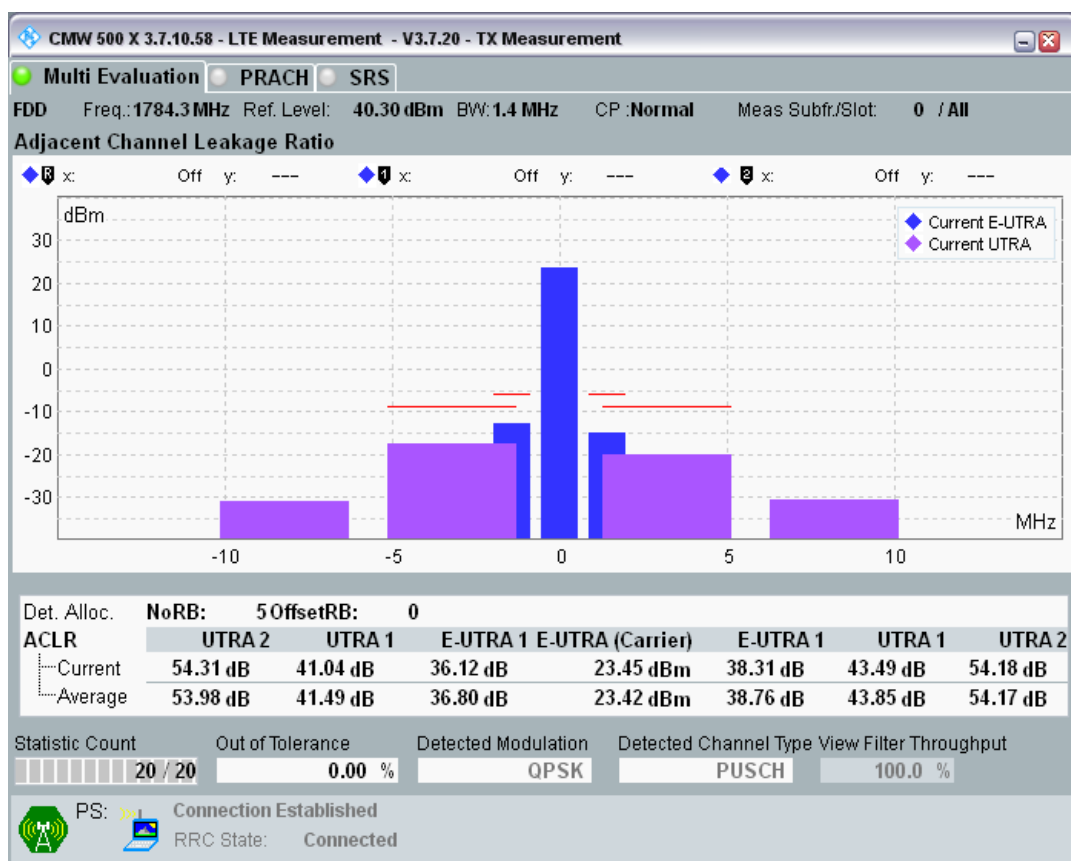 CMW 500 X 3.7.10.58 - LTE Measurement - V3.7.20 - TX Measurement
Multi Evaluation PRACH SRS
FDD Freq.: 1784.3 MHz Ref. Level: 40.30 dBm BW: 1.4 MHz CP : Normal Meas Subfr./Slot: 0 / All
Adjacent Channel Leakage Ratio
R x: Off y: --- 1 x: Off y: --- 2 x: Off y: ---
dBm
Current E-UTRA
Current UTRA
30
20
10
0
-10
-20
-30
MHz
-10 -5 0 5 10
Det. Alloc. NoRB: 5 OffsetRB: 0
ACLR UTRA 2 UTRA 1 E-UTRA 1 E-UTRA (Carrier) E-UTRA 1 UTRA 1 UTRA 2
Current 54.31 dB 41.04 dB 36.12 dB 23.45 dBm 38.31 dB 43.49 dB 54.18 dB
Average 53.98 dB 41.49 dB 36.80 dB 23.42 dBm 38.76 dB 43.85 dB 54.17 dB
Statistic Count Out of Tolerance Detected Modulation Detected Channel Type View Filter Throughput
20 / 20 0.00 % QPSK PUSCH 100.0 %
PS: Connection Established
RRC State: Connected